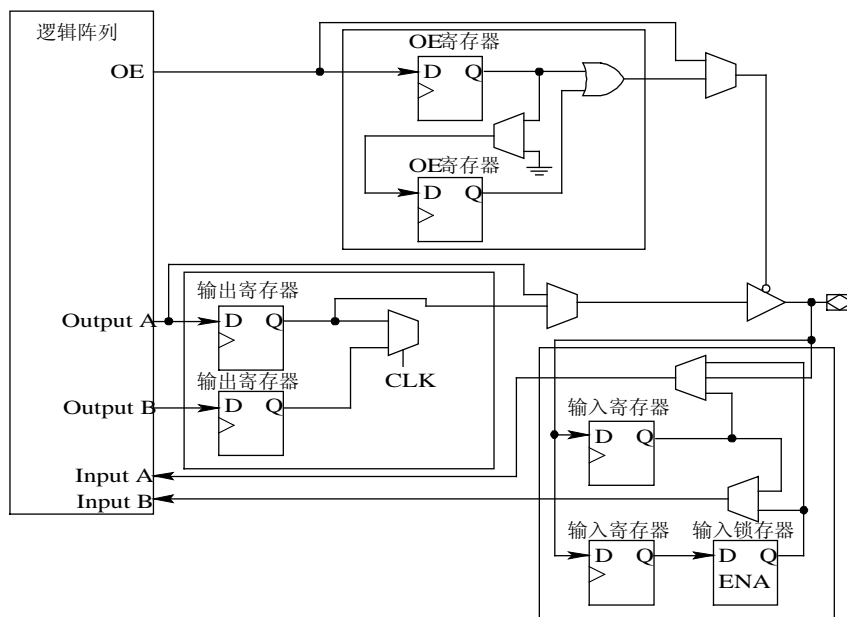 逻辑阵列
OE
OE寄存器
D Q
OE寄存器
D Q
Output A
输出寄存器
D Q
输出寄存器
D Q
CLK
Output B
Input A
Input B
输入寄存器
D Q
输入寄存器
D Q
输入锁存器
D Q
ENA